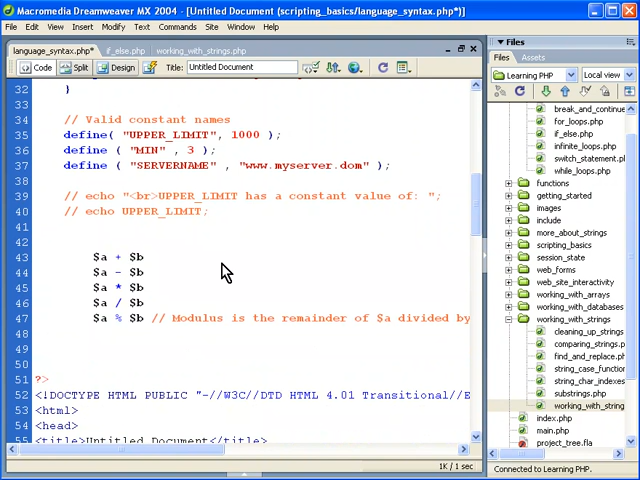 Macromedia Dreamweaver MX 2004 - [Untitled Document (scripting_basics/language_syntax.php*)]
File Edit View Insert Modify Text Commands Site Window Help
language_syntax.php* if_else.php working_with_strings.php
Code Split Design Title: Untitled Document
32 }
33
34 // Valid constant names
35 define( "UPPER_LIMIT", 1000 );
36 define ( "MIN" , 3 );
37 define ( "SERVERNAME" , "www.myserver.dom" );
38
39 // echo "<br>UPPER_LIMIT has a constant value of: ";
40 // echo UPPER_LIMIT;
41
42
43 $a + $b
44 $a - $b
45 $a * $b
46 $a / $b
47 $a % $b // Modulus is the remainder of $a divided by
48
49
50
51 ?>
52 <!DOCTYPE HTML PUBLIC "-//W3C//DTD HTML 4.01 Transitional//E
53 <html>
54 <head>
55 <title>Untitled Document</title>
1K / 1 sec
Files
Files Assets
Learning PHP Local view
break_and_continue
for_loops.php
if_else.php
infinite_loops.php
switch_statement.p
while_loops.php
functions
getting_started
images
include
more_about_strings
scripting_basics
session_state
web_forms
web_site_interactivity
working_with_arrays
working_with_databases
working_with_strings
cleaning_up_strings
comparing_strings.p
find_and_replace.ph
string_case_function
string_char_indexes
substrings.php
working_with_string
index.php
main.php
project_tree.fla
Connected to Learning PHP.